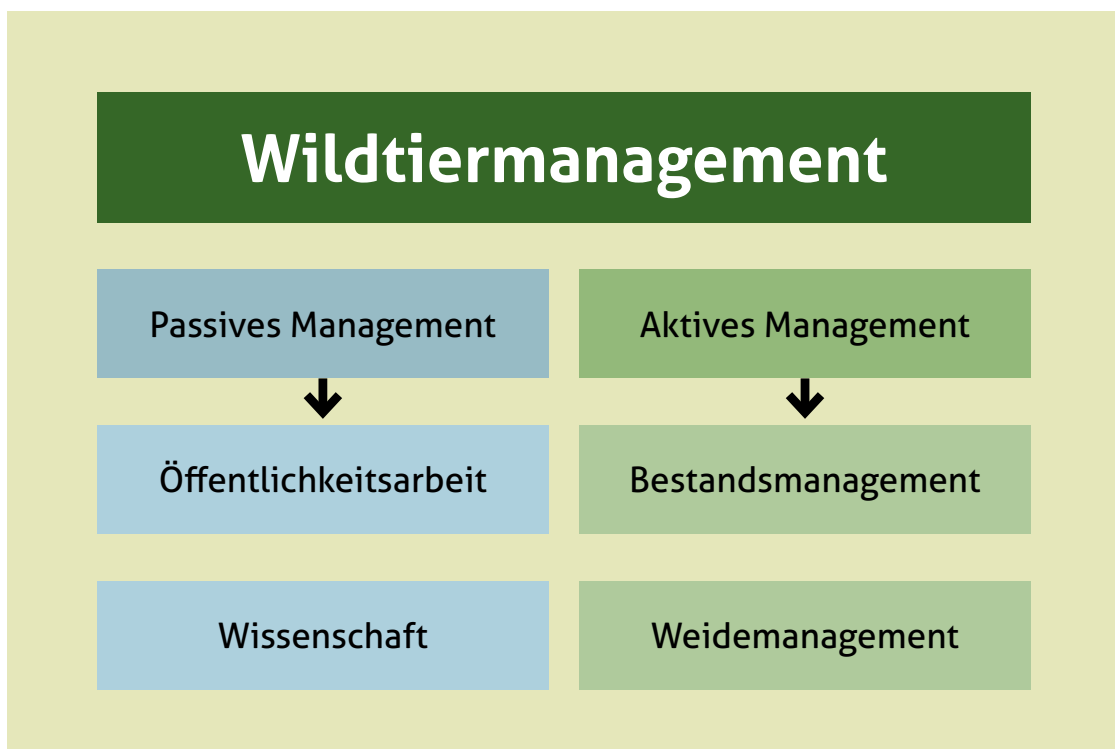 Wildtiermanagement
Passives Management
Aktives Management
Öffentlichkeitsarbeit
Bestandsmanagement
Wissenschaft
Weidemanagement